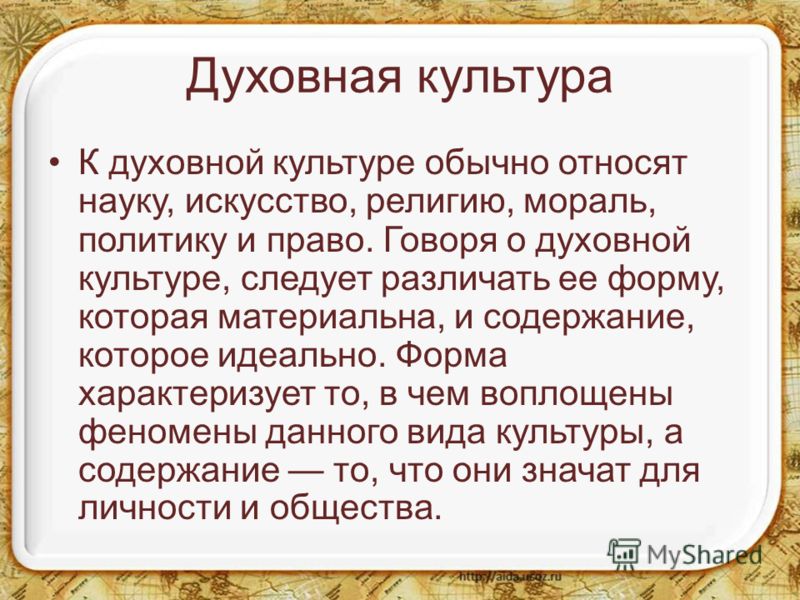 Духовная культура
• К духовной культуре обычно относят
науку, искусство, религию, мораль,
политику и право. Говоря о духовной
культуре, следует различать ее форму,
которая материальна, и содержание,
которое идеально. Форма
характеризует то, в чем воплощены
феномены данного вида культуры, а
содержание — то, что они значат для
личности и общества.
MyShared
http://aida.ucoz.ru